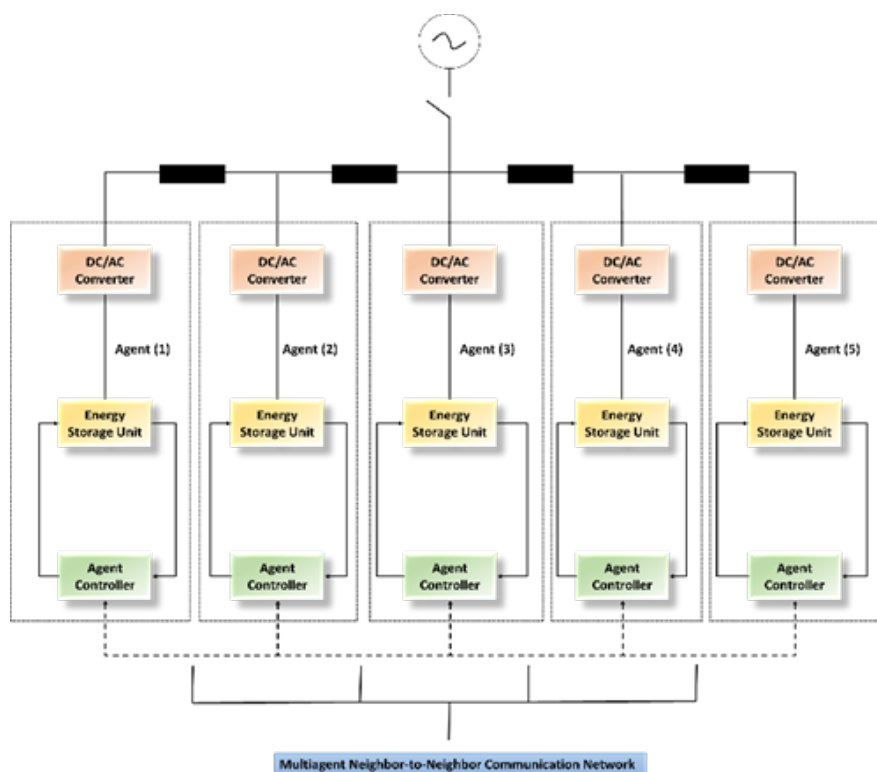 DC/AC
Converter
DC/AC
Converter
DC/AC
Converter
DC/AC
Converter
DC/AC
Converter
Agent (1)
Agent (2)
Agent (3)
Agent (4)
Agent (5)
Energy
Storage Unit
Energy
Storage Unit
Energy
Storage Unit
Energy
Storage Unit
Energy
Storage Unit
Agent
Controller
Agent
Controller
Agent
Controller
Agent
Controller
Agent
Controller
Multiagent Neighbor-to-Neighbor Communication Network